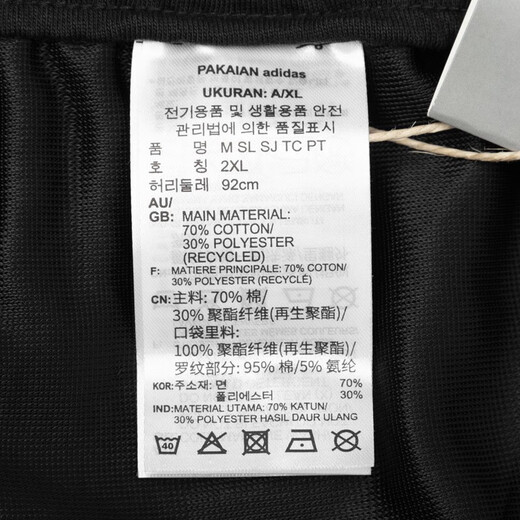 PAKAIAN adidas
UKURAN: A/XL
전기용품 및 생활용품 안전
관리법에 의한 품질표시
품 명 M SL SJ TC PT
호 칭 2XL
허리둘레 92cm
AU/
GB: MAIN MATERIAL:
70% COTTON/
30% POLYESTER
(RECYCLED)
F: MATIERE PRINCIPALE: 70% COTON/
30% POLYESTER (RECYCLÉ)
CN: 主料: 70% 棉/
30% 聚酯纤维(再生聚酯)/
口袋里料:
100% 聚酯纤维(再生聚酯)/
罗纹部分: 95% 棉/5% 氨纶
KOR: 주소재: 면 70%
폴리에스터 30%
IND: MATERIAL UTAMA: 70% KATUN/
30% POLYESTER HASIL DAUR ULANG
40